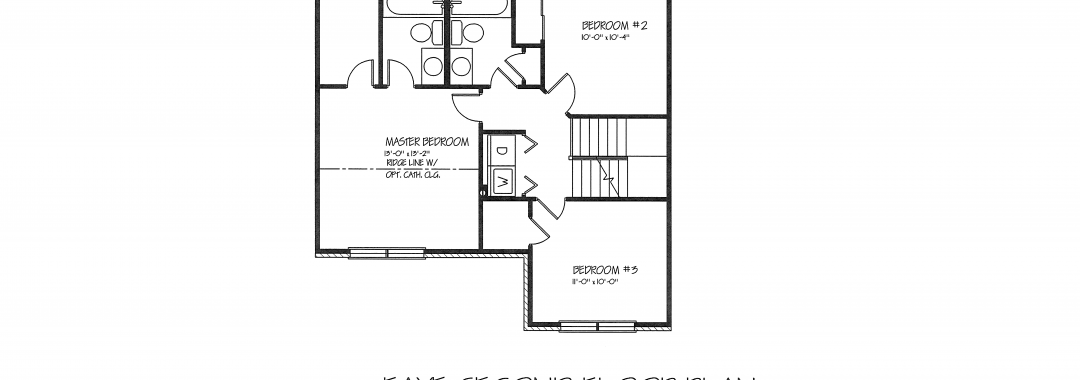 BEDROOM #2
10'-0" x 10'-4"
MASTER BEDROOM
13'-0" x 13'-2"
RIDGE LINE W/
OPT. CATH. CLG.
D
W
BEDROOM #3
11'-0" x 10'-0"